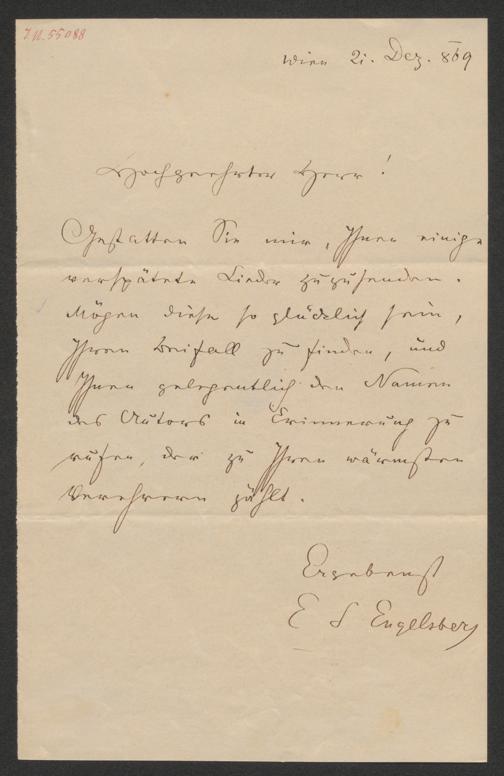 J.N. 55088
Wien 21. Dez. 869
Hochgeehrter Herr!
Gestatten Sie mir, Ihnen einige
verspätete Lieder zuzusenden.
Mögen diese so glücklich sein,
Ihren Beifall zu finden, und
Ihnen gelegentlich den Namen
des Autors in Erinnerung zu
rufen, der zu Ihren wärmsten
Verehrern zählt.
Ergebenst
E S Engelsberg